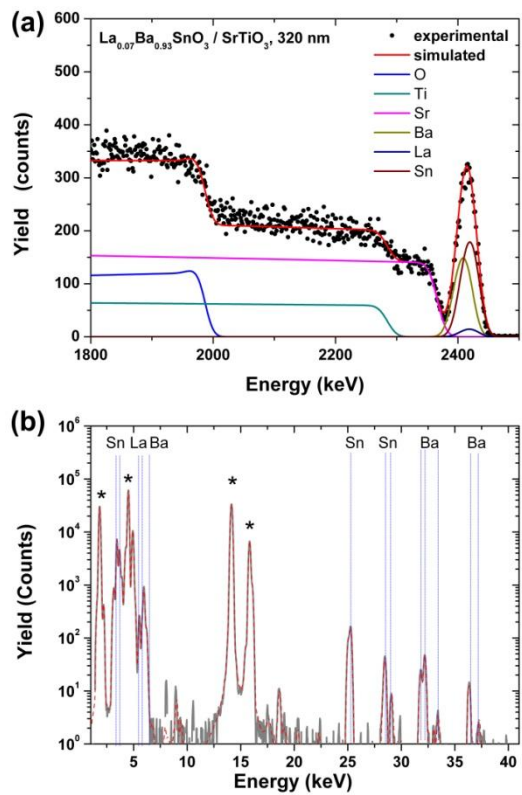 (a)
La0.07Ba0.93SnO3 / SrTiO3, 320 nm
experimental
simulated
O
Ti
Sr
Ba
La
Sn
600
500
400
300
200
100
0
Yield (counts)
1800 2000 2200 2400
Energy (keV)
(b)
Sn La Ba Sn Sn Ba Ba
* * * *
10^6
10^5
10^4
10^3
10^2
10^1
10^0
Yield (Counts)
5 10 15 20 25 30 35 40
Energy (keV)